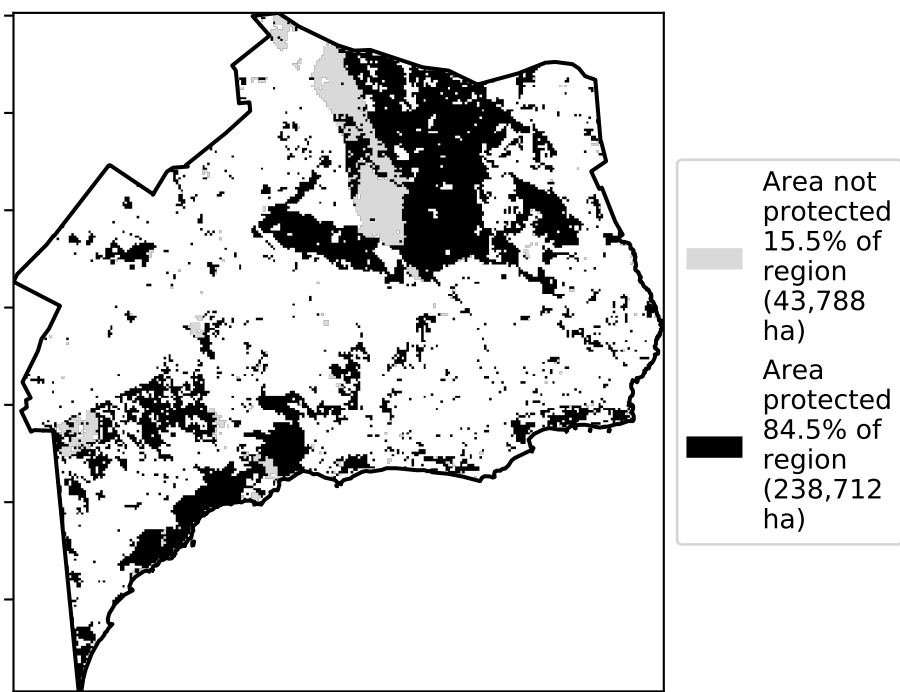 Area not
protected
15.5% of
region
(43,788
ha)
Area
protected
84.5% of
region
(238,712
ha)